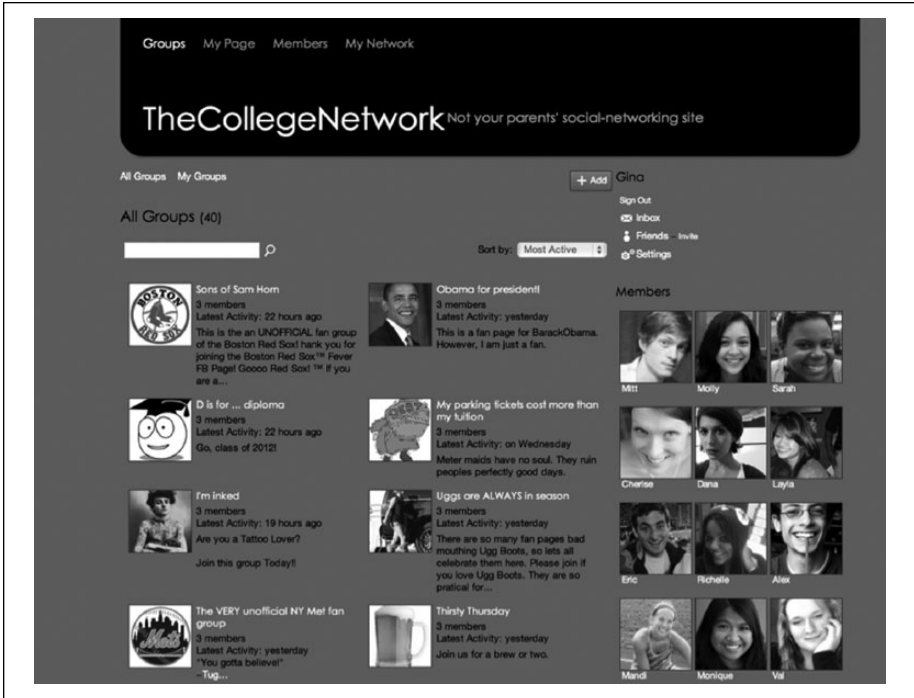 Groups My Page Members My Network
TheCollegeNetwork Not your parents' social-networking site
All Groups My Groups
+ Add
Gina
Sign Out
Inbox
Friends – Invite
Settings
All Groups (40)
Sort by: Most Active
Sons of Sam Horn
3 members
Latest Activity: 22 hours ago
This is the an UNOFFICIAL fan group
of the Boston Red Sox! hank you for
joining the Boston Red Sox™ Fever
FB Page! Goooo Red Sox! ™ If you
are a...
BOSTON
RED SOX
Obama for president!
3 members
Latest Activity: yesterday
This is a fan page for BarackObama.
However, I am just a fan.
D is for ... diploma
3 members
Latest Activity: 22 hours ago
Go, class of 2012!
My parking tickets cost more than
my tuition
3 members
Latest Activity: on Wednesday
Meter maids have no soul. They ruin
peoples perfectly good days.
I'm inked
3 members
Latest Activity: 19 hours ago
Are you a Tattoo Lover?
Join this group Today!!
Uggs are ALWAYS in season
3 members
Latest Activity: yesterday
There are so many fan pages bad
mouthing Ugg Boots, so lets all
celebrate them here. Please join if
you love Ugg Boots. They are so
pratical for...
The VERY unofficial NY Met fan
group
3 members
Latest Activity: yesterday
"You gotta believe!"
– Tug...
Mets
Thirsty Thursday
3 members
Latest Activity: yesterday
Join us for a brew or two.
Members
Mitt Molly Sarah
Cherise Dana Layla
Eric Richelle Alex
Mandi Monique Val